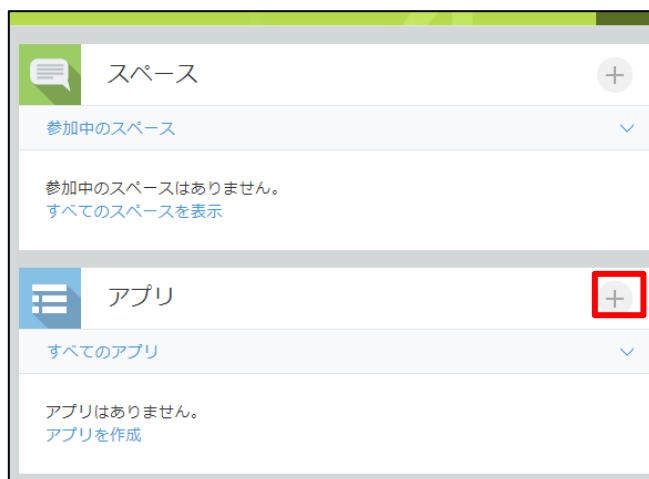 スペース
参加中のスペース
参加中のスペースはありません。
すべてのスペースを表示
アプリ
すべてのアプリ
アプリはありません。
アプリを作成